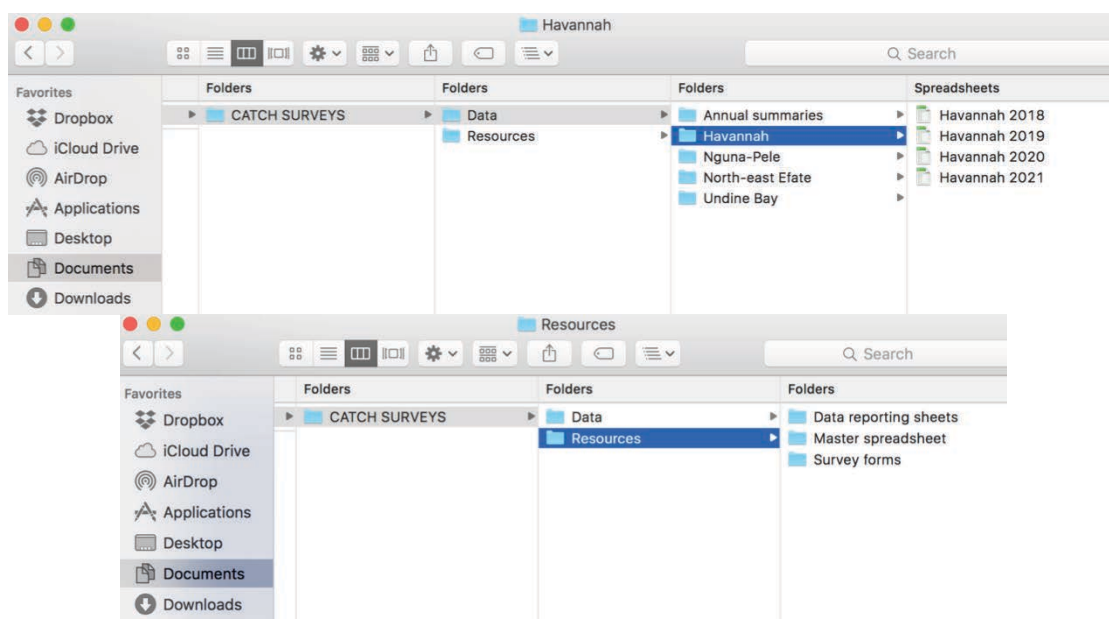 Havannah
Search
Favorites
Dropbox
iCloud Drive
AirDrop
Applications
Desktop
Documents
Downloads
Folders
CATCH SURVEYS
Folders
Data
Resources
Folders
Annual summaries
Havannah
Nguna-Pele
North-east Efate
Undine Bay
Spreadsheets
Havannah 2018
Havannah 2019
Havannah 2020
Havannah 2021
Resources
Search
Favorites
Dropbox
iCloud Drive
AirDrop
Applications
Desktop
Documents
Downloads
Folders
CATCH SURVEYS
Folders
Data
Resources
Folders
Data reporting sheets
Master spreadsheet
Survey forms